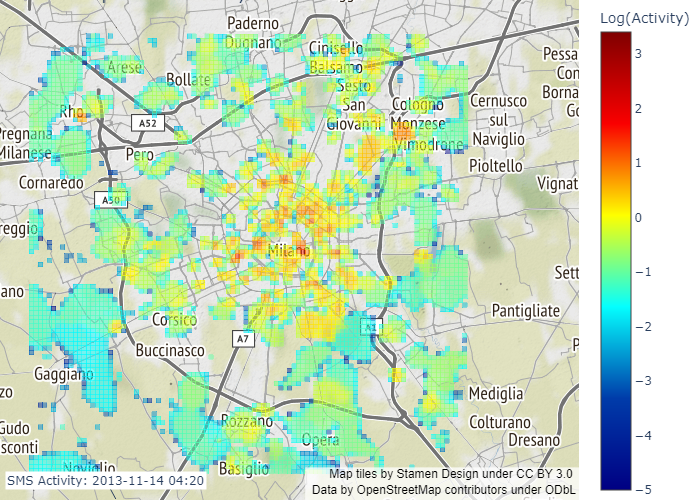 Paderno
Dugnano
Log(Activity)
Cinisello
Balsamo
Arese
Bollate
Sesto
San
Giovanni
Cologno
Monzese
Cernusco
sul
Naviglio
Pessa
Con
Borna
Go
Rho
A52
Pregnana
Milanese
Pero
Vimodrone
Pioltello
Cornaredo
Vignat
A50
reggio
Milano
Sett
ano
Pantigliate
Corsico
A7
A1
Buccinasco
P
Gaggiano
Mediglia
zzo
Rozzano
Colturano
Gudo
sconti
Opera
Dresano
Noviglio
Basiglio
SMS Activity: 2013-11-14 04:20
Map tiles by Stamen Design under CC BY 3.0
Data by OpenStreetMap contributors under ODbL
3
2
1
0
−1
−2
−3
−4
−5